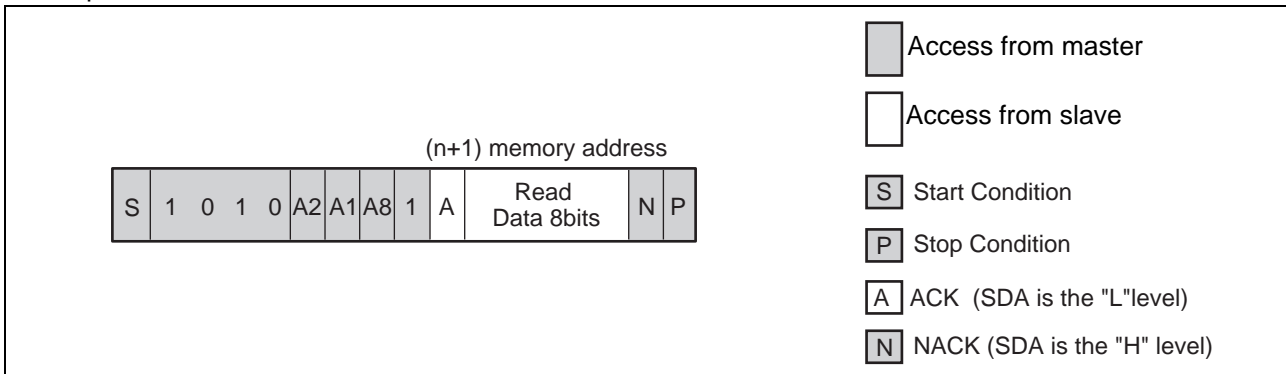 (n+1) memory address
S 1 0 1 0 A2 A1 A8 1 A Read Data 8bits N P
Access from master
Access from slave
S Start Condition
P Stop Condition
A ACK (SDA is the "L"level)
N NACK (SDA is the "H" level)